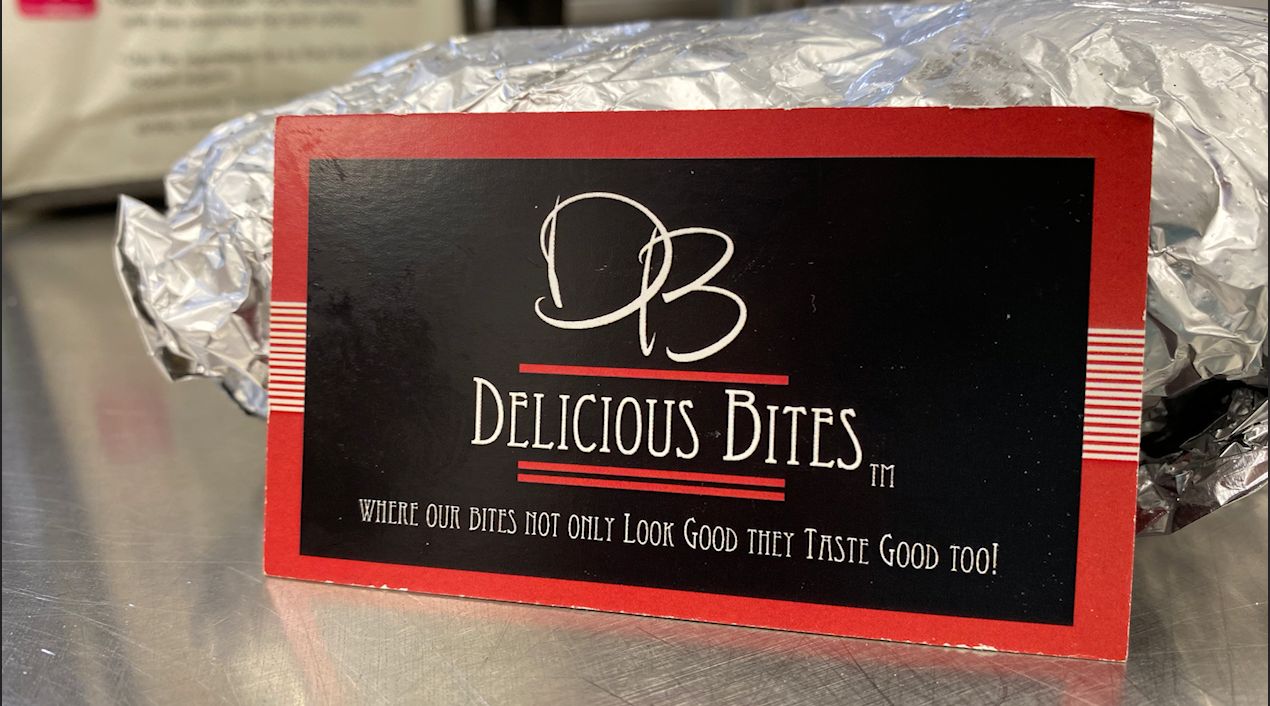 DB
Delicious Bites TM
where our bites not only Look Good they Taste Good too!